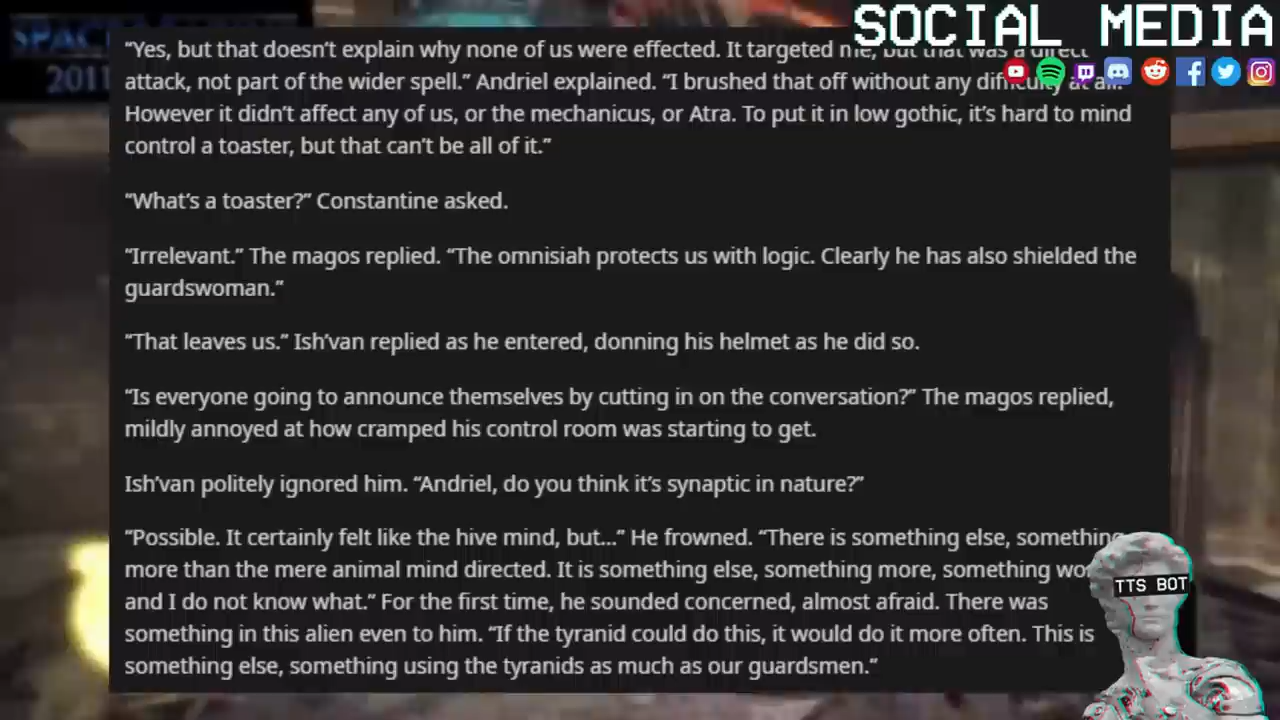 SOCIAL MEDIA
SPAC
2011
“Yes, but that doesn’t explain why none of us were effected. It targeted me, but that was a direct
attack, not part of the wider spell.” Andriel explained. “I brushed that off without any difficulty at all.
However it didn’t affect any of us, or the mechanicus, or Atra. To put it in low gothic, it’s hard to mind
control a toaster, but that can’t be all of it.”
“What’s a toaster?” Constantine asked.
“Irrelevant.” The magos replied. “The omnisiah protects us with logic. Clearly he has also shielded the
guardswoman.”
“That leaves us.” Ish’van replied as he entered, donning his helmet as he did so.
“Is everyone going to announce themselves by cutting in on the conversation?” The magos replied,
mildly annoyed at how cramped his control room was starting to get.
Ish’van politely ignored him. “Andriel, do you think it’s synaptic in nature?”
“Possible. It certainly felt like the hive mind, but...” He frowned. “There is something else, something
more than the mere animal mind directed. It is something else, something more, something
and I do not know what.” For the first time, he sounded concerned, almost afraid. There was
something in this alien even to him. “If the tyranid could do this, it would do it more often. This is
something else, something using the tyranids as much as our guardsmen.”
TTS BOT